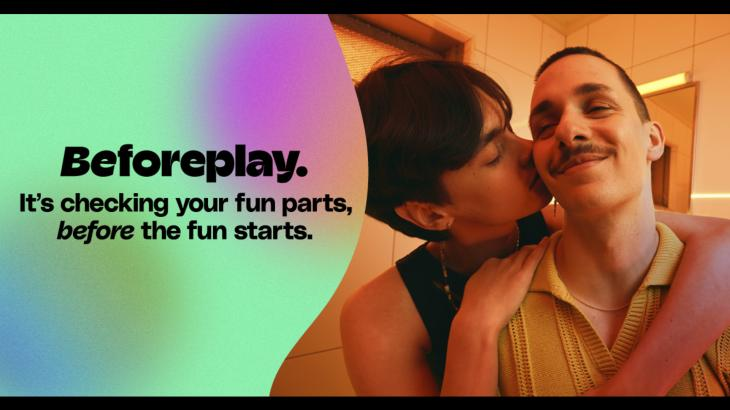 Beforeplay.
It's checking your fun parts,
before the fun starts.